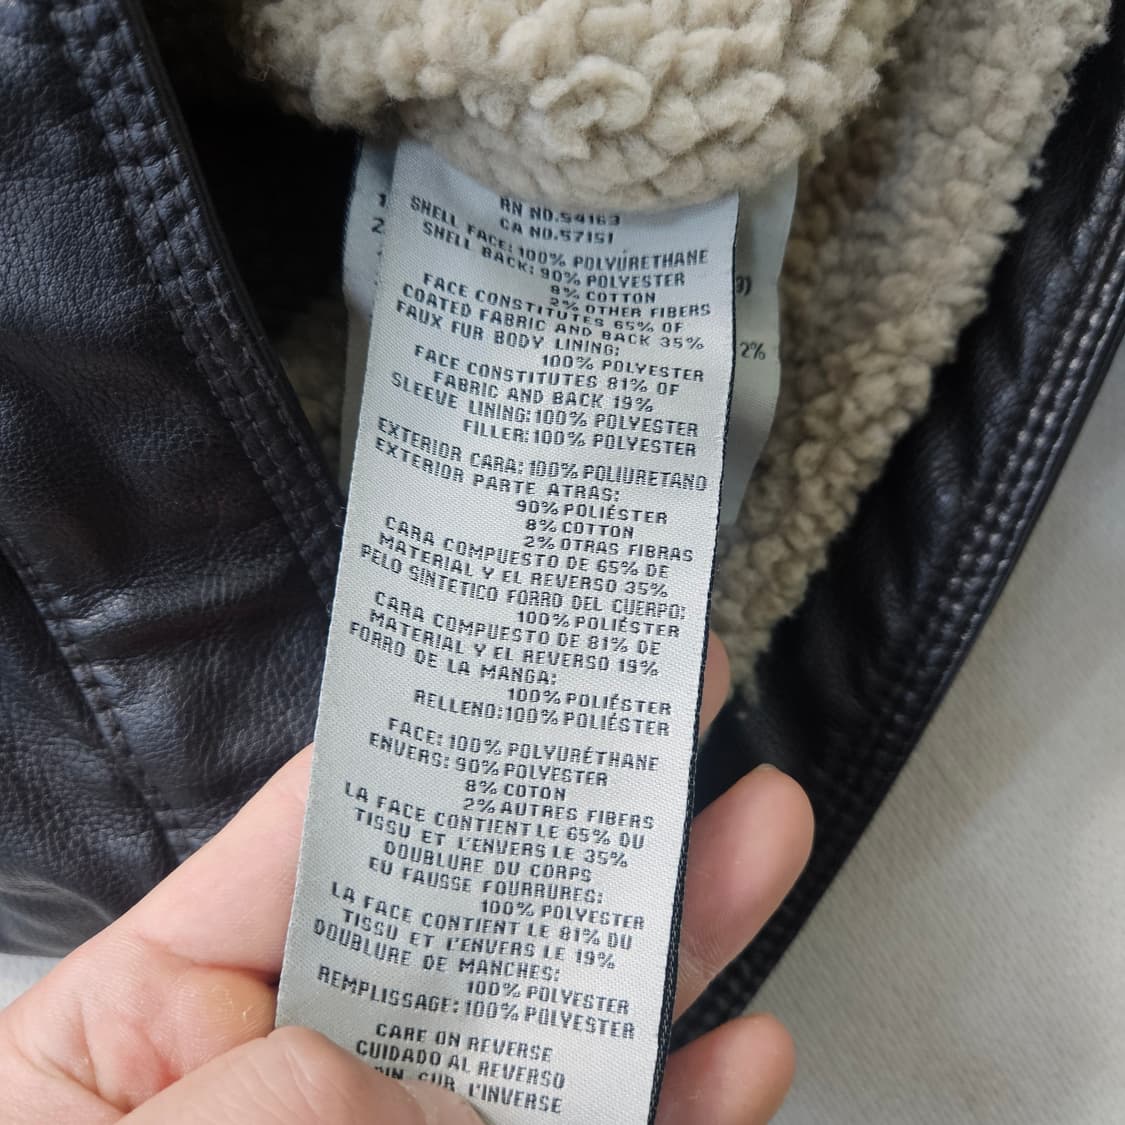 RN NO.54163
CA NO.57151
SHELL FACE:100% POLYURETHANE
SHELL BACK:90% POLYESTER
8% COTTON
2% OTHER FIBERS
FACE CONSTITUTES 65% OF
COATED FABRIC AND BACK 35%
FAUX FUR BODY LINING:
100% POLYESTER
FACE CONSTITUTES 81% OF
FABRIC AND BACK 19%
SLEEVE LINING:100% POLYESTER
FILLER:100% POLYESTER
EXTERIOR CARA:100% POLIURETANO
EXTERIOR PARTE ATRAS:
90% POLIÉSTER
8% COTTON
2% OTRAS FIBRAS
CARA COMPUESTO DE 65% DE
MATERIAL Y EL REVERSO 35%
PELO SINTETICO FORRO DEL CUERPO:
100% POLIÉSTER
CARA COMPUESTO DE 81% DE
MATERIAL Y EL REVERSO 19%
FORRO DE LA MANGA:
100% POLIÉSTER
RELLENO:100% POLIÉSTER
FACE:100% POLYURÉTHANE
ENVERS:90% POLYESTER
8% COTON
2% AUTRES FIBERS
LA FACE CONTIENT LE 65% DU
TISSU ET L'ENVERS LE 35%
DOUBLURE DU CORPS
EU FAUSSE FOURRURES:
100% POLYESTER
LA FACE CONTIENT LE 81% DU
TISSU ET L'ENVERS LE 19%
DOUBLURE DE MANCHES:
100% POLYESTER
REMPLISSAGE:100% POLYESTER
CARE ON REVERSE
CUIDADO AL REVERSO
SUR L'INVERSE
2%